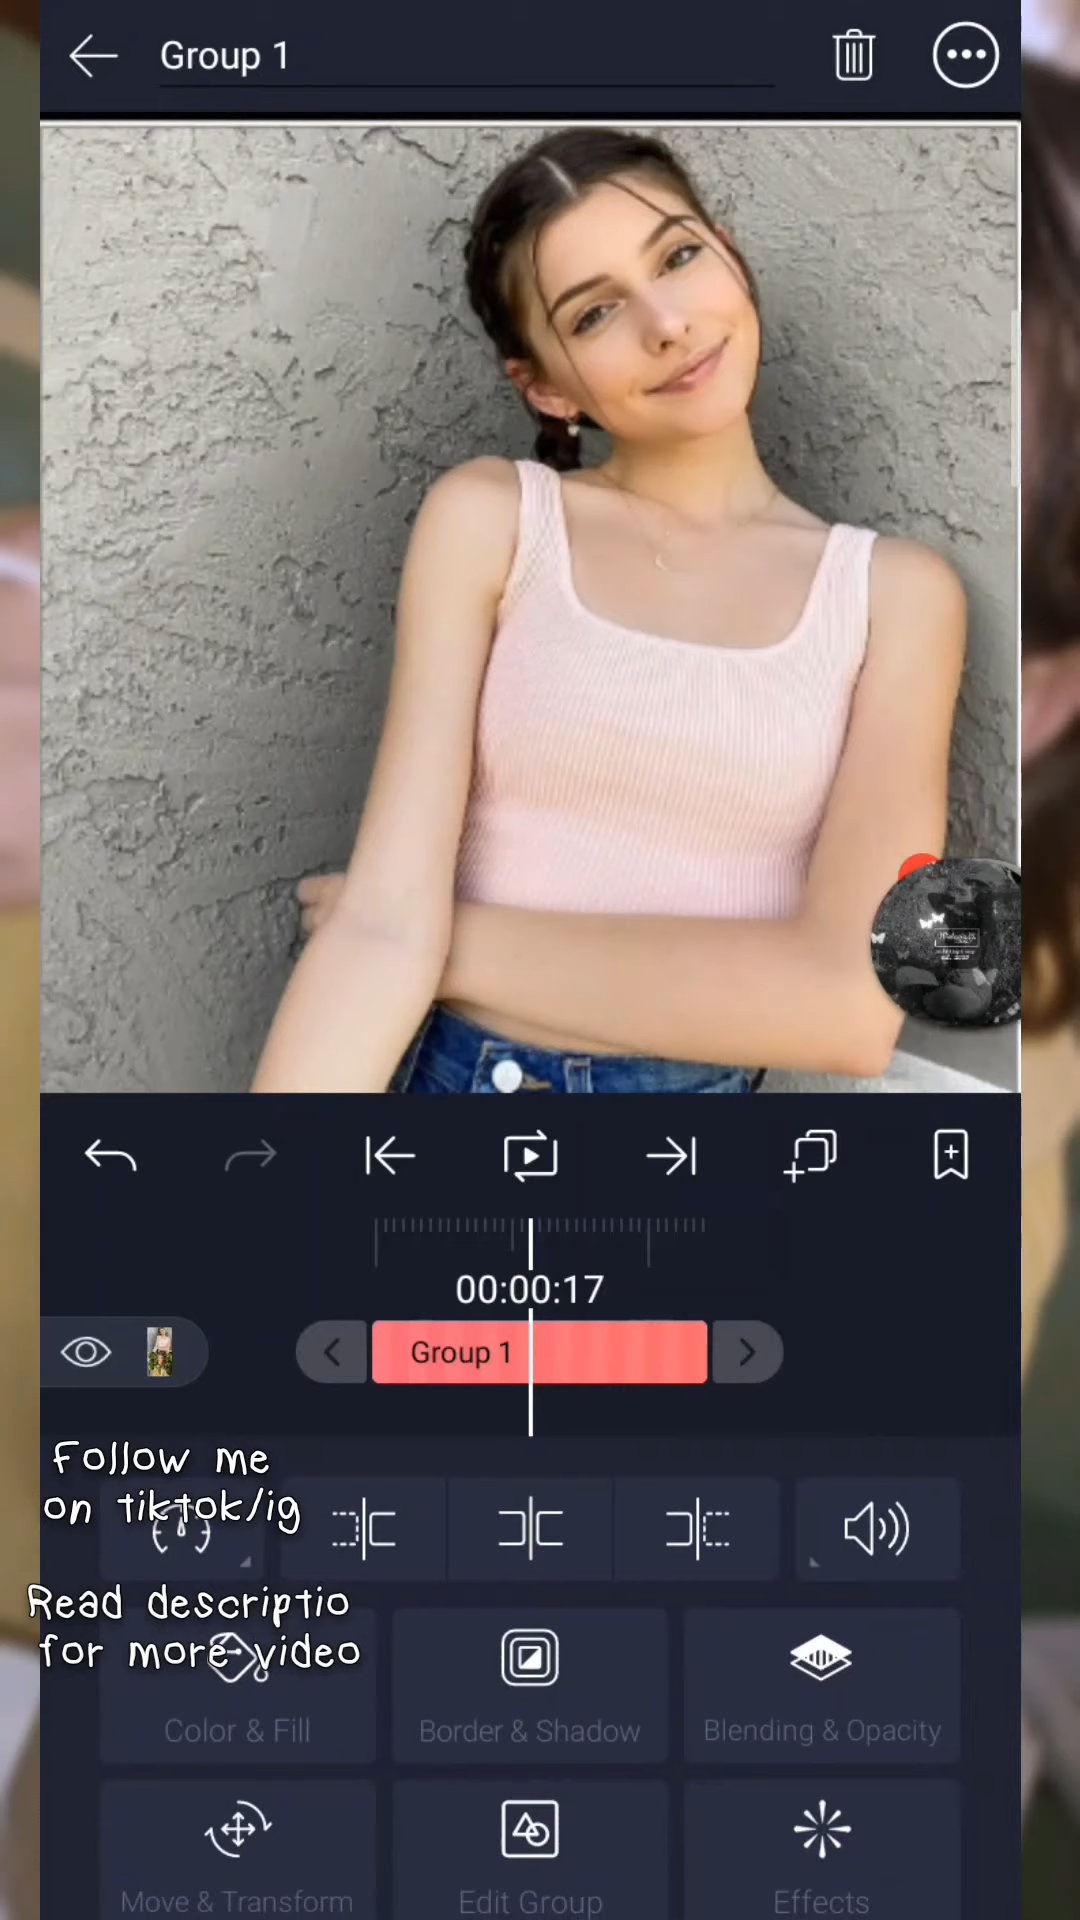 Group 1
00:00:17
Group 1
Follow me
on tiktok/ig
Read descriptio
for more video
Color & Fill
Border & Shadow
Blending & Opacity
Move & Transform
Edit Group
Effects